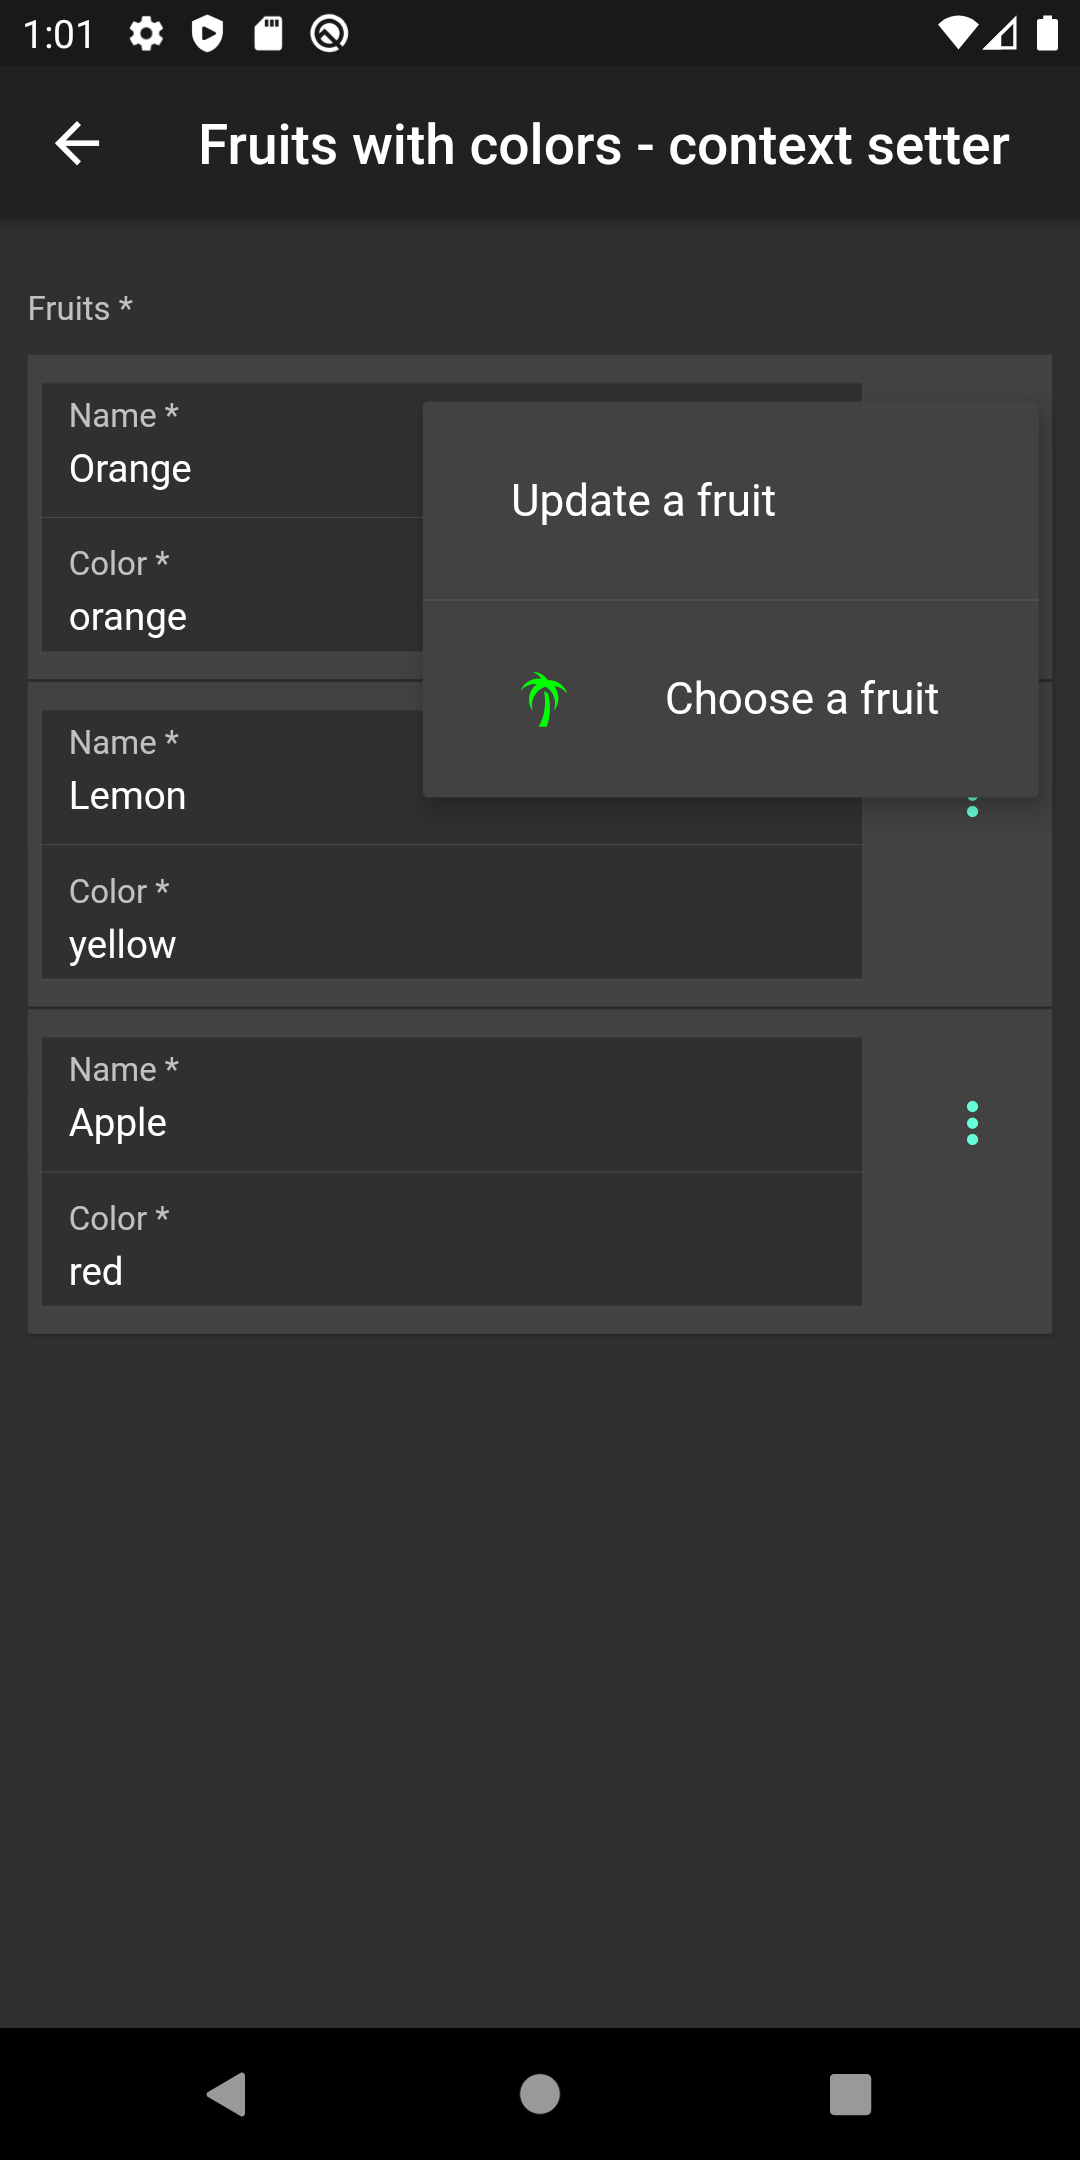 1:01
Fruits with colors - context setter
Fruits *
Name *
Orange
Color *
orange
Update a fruit
Choose a fruit
Name *
Lemon
Color *
yellow
Name *
Apple
Color *
red